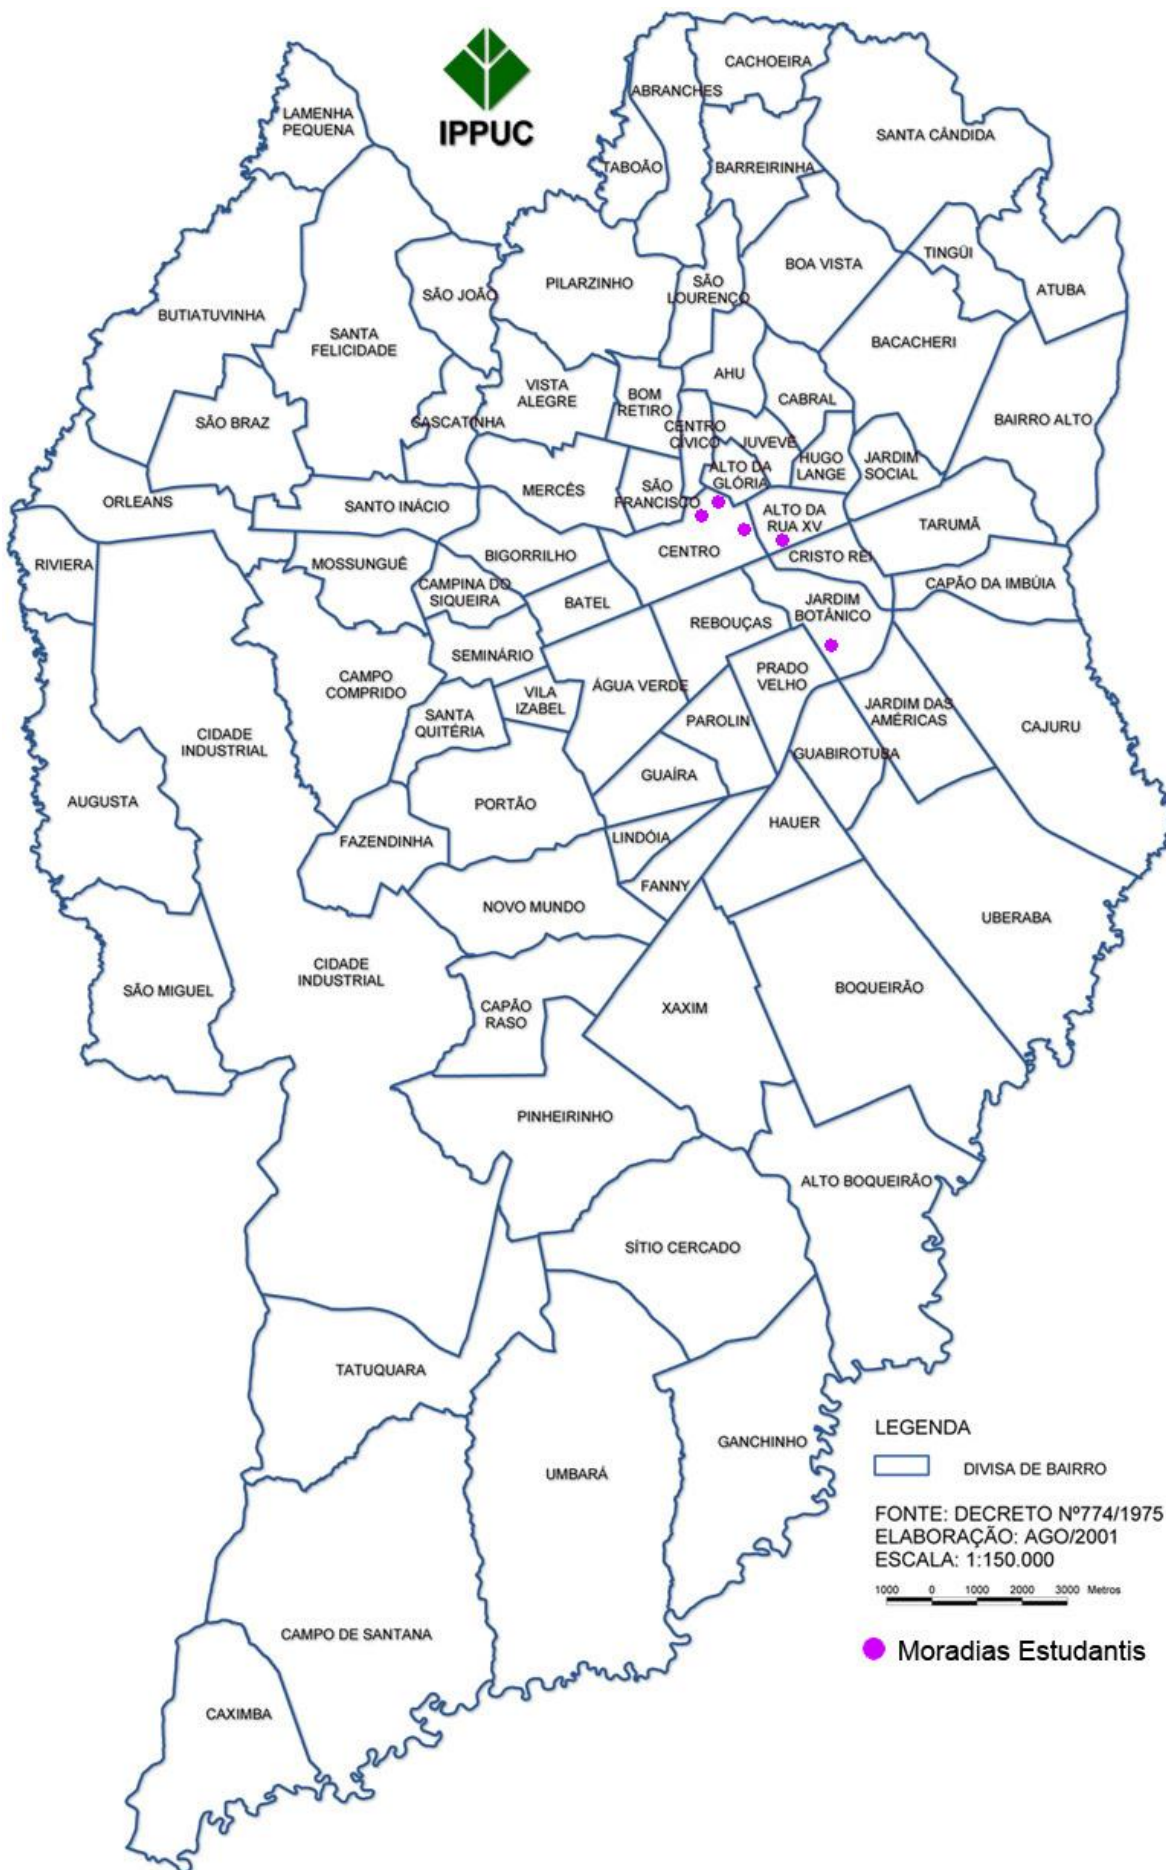 IPPUC
LAMENHA
PEQUENA
CACHOEIRA
ABRANCHES
SANTA CÂNDIDA
TABOÃO
BARREIRINHA
TINGÜI
BOA VISTA
ATUBA
PILARZINHO
SÃO
LOURENÇO
SÃO JOÃO
BUTIATUVINHA
SANTA
FELICIDADE
BACACHERI
AHU
VISTA
ALEGRE
BOM
RETIRO
CABRAL
SÃO BRAZ
CASCATINHA
CENTRO
CIVICO
JUVEVÊ
BAIRRO ALTO
HUGO
LANGE
JARDIM
SOCIAL
ALTO DA
GLÓRIA
ORLEANS
SANTO INÁCIO
MERCÊS
SÃO
FRANCISCO
ALTO DA
RUA XV
TARUMÃ
RIVIERA
MOSSUNGUÊ
BIGORRILHO
CENTRO
CRISTO REI
CAMPINA DO
SIQUEIRA
BATEL
CAPÃO DA IMBÚIA
JARDIM
BOTÂNICO
REBOUÇAS
SEMINÁRIO
CAMPO
COMPRIDO
ÁGUA VERDE
PRADO
VELHO
VILA
IZABEL
SANTA
QUITÉRIA
PAROLIN
JARDIM DAS
AMÉRICAS
CAJURU
CIDADE
INDUSTRIAL
GUABIROTUBA
GUAÍRA
AUGUSTA
PORTÃO
HAUER
FAZENDINHA
LINDÓIA
FANNY
NOVO MUNDO
UBERABA
CIDADE
INDUSTRIAL
SÃO MIGUEL
BOQUEIRÃO
CAPÃO
RASO
XAXIM
PINHEIRINHO
ALTO BOQUEIRÃO
SÍTIO CERCADO
TATUQUARA
GANCHINHO
UMBARÁ
CAMPO DE SANTANA
CAXIMBA
LEGENDA
DIVISA DE BAIRRO
FONTE: DECRETO Nº774/1975
ELABORAÇÃO: AGO/2001
ESCALA: 1:150.000
1000 0 1000 2000 3000 Metros
Moradias Estudantis